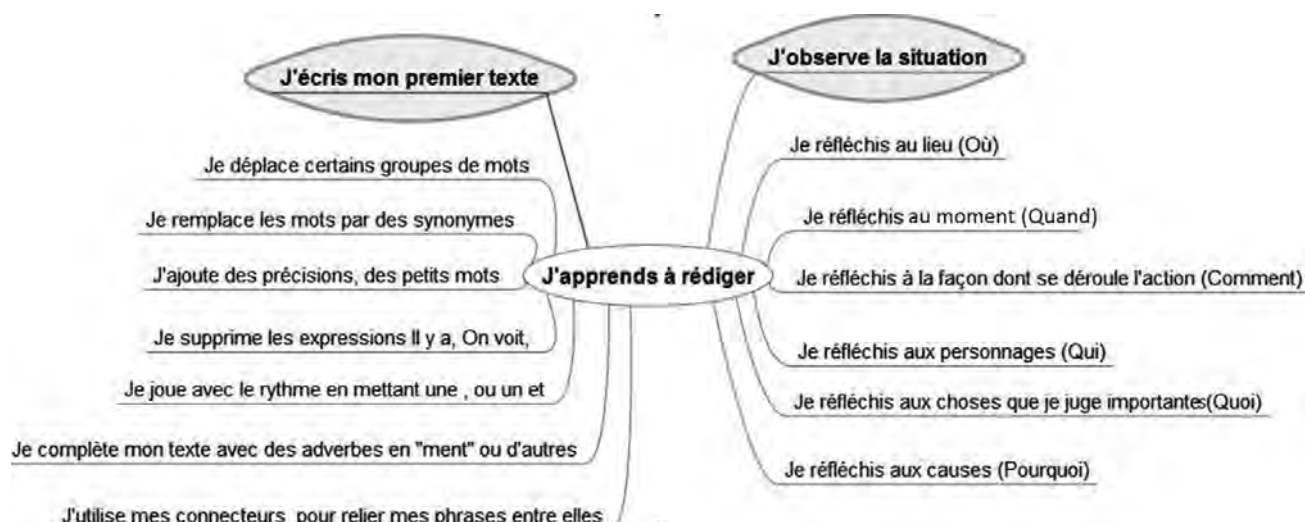 J'écris mon premier texte
J'observe la situation
Je déplace certains groupes de mots
Je remplace les mots par des synonymes
J'ajoute des précisions, des petits mots
Je supprime les expressions Il y a, On voit,
Je joue avec le rythme en mettant une , ou un et
Je complète mon texte avec des adverbes en "ment" ou d'autres
J'utilise mes connecteurs pour relier mes phrases entre elles
J'apprends à rédiger
Je réfléchis au lieu (Où)
Je réfléchis au moment (Quand)
Je réfléchis à la façon dont se déroule l'action (Comment)
Je réfléchis aux personnages (Qui)
Je réfléchis aux choses que je juge importantes(Quoi)
Je réfléchis aux causes (Pourquoi)